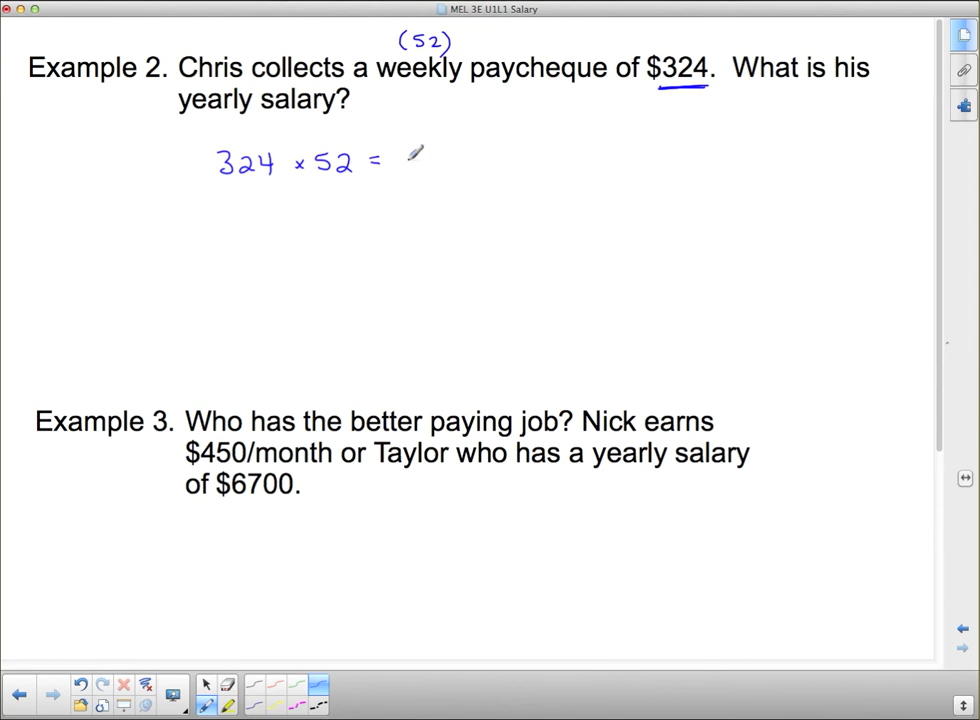 MEL 3E U1L1 Salary
(52)
Example 2. Chris collects a weekly paycheque of $324. What is his
yearly salary?
324 × 52 =
Example 3. Who has the better paying job? Nick earns
$450/month or Taylor who has a yearly salary
of $6700.